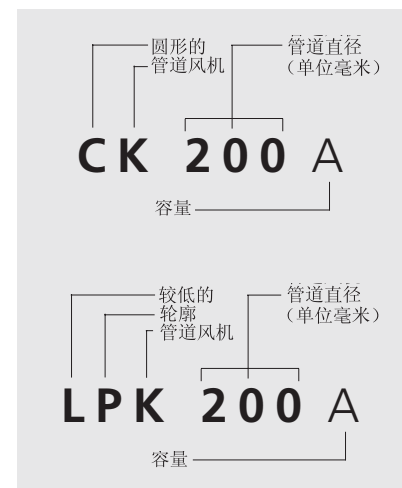 圆形的
管道风机
管道直径
（单位毫米）
CK 200 A
容量
较低的
轮廓
管道风机
管道直径
（单位毫米）
LPK 200 A
容量